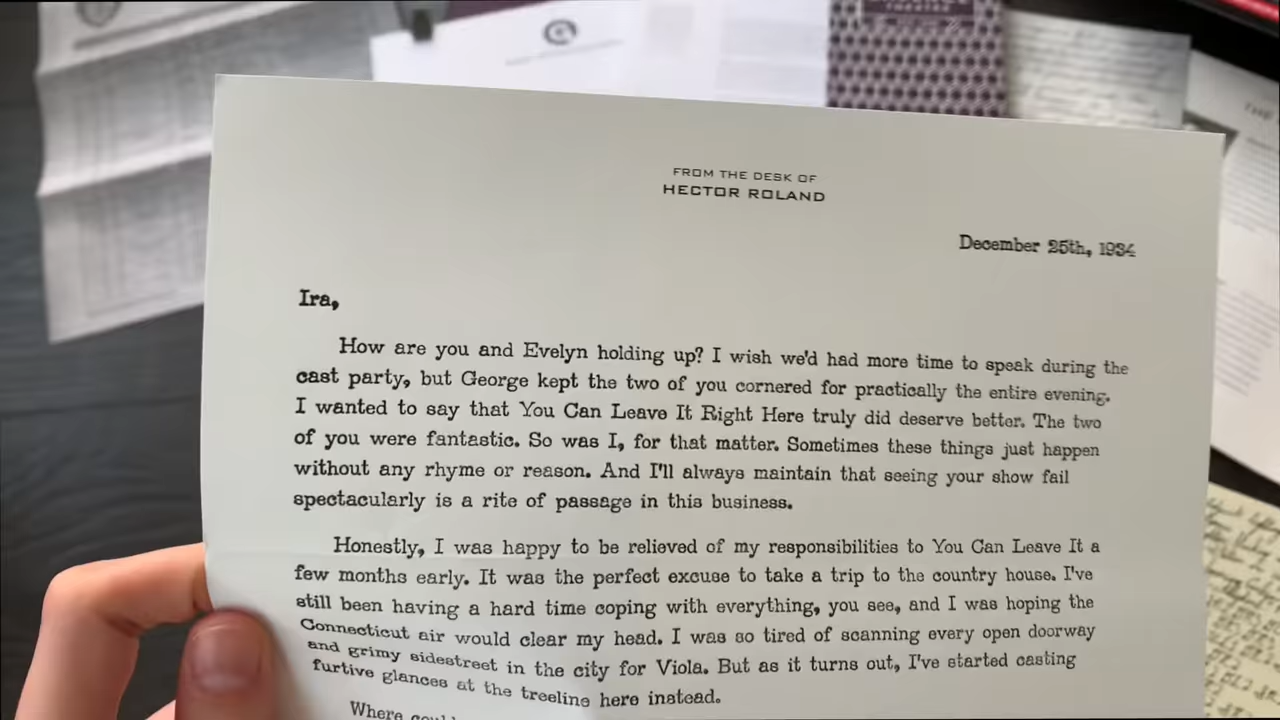 FROM THE DESK OF
HECTOR ROLAND
December 25th, 1934
Ira,
How are you and Evelyn holding up? I wish we'd had more time to speak during the
cast party, but George kept the two of you cornered for practically the entire evening.
I wanted to say that You Can Leave It Right Here truly did deserve better. The two
of you were fantastic. So was I, for that matter. Sometimes these things just happen
without any rhyme or reason. And I'll always maintain that seeing your show fail
spectacularly is a rite of passage in this business.
Honestly, I was happy to be relieved of my responsibilities to You Can Leave It a
few months early. It was the perfect excuse to take a trip to the country house. I've
still been having a hard time coping with everything, you see, and I was hoping the
Connecticut air would clear my head. I was so tired of scanning every open doorway
and grimy sidestreet in the city for Viola. But as it turns out, I've started casting
furtive glances at the treeline here instead.
Where